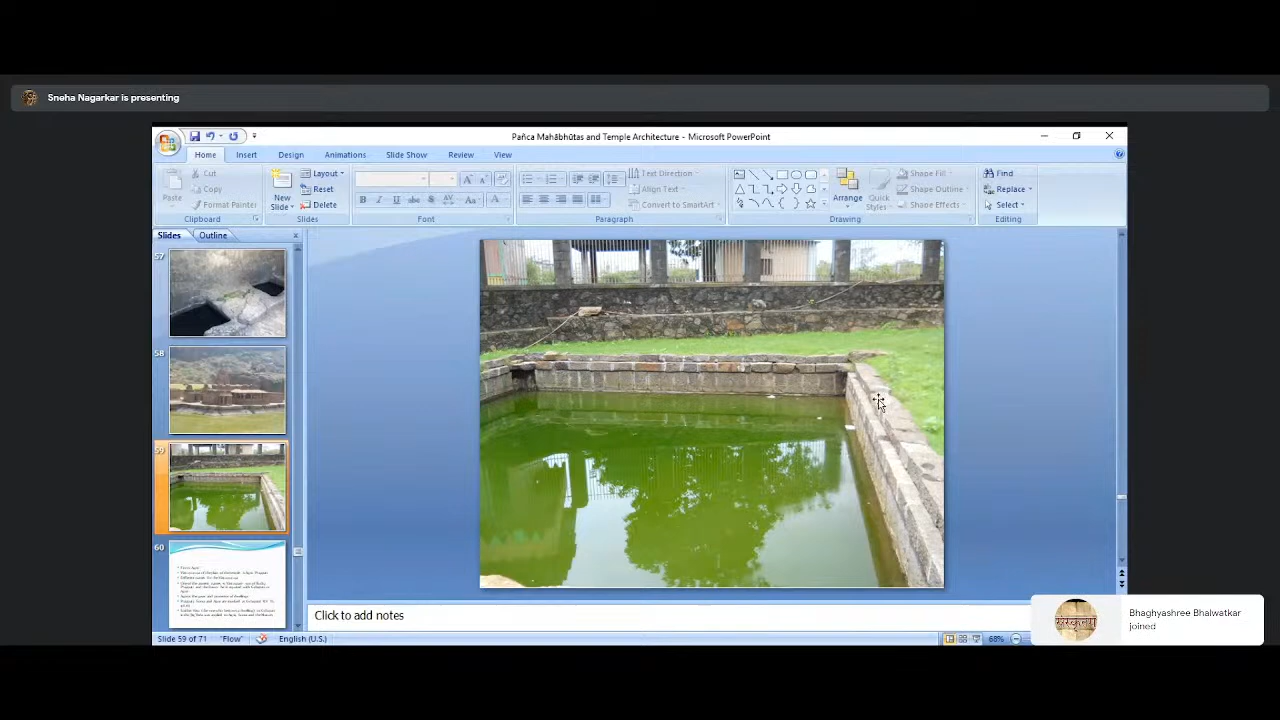 Sneha Nagarkar is presenting
Pañca Mahābhūtas and Temple Architecture - Microsoft PowerPoint
Home Insert Design Animations Slide Show Review View
Paste
Cut
Copy
Format Painter
Clipboard
New
Slide
Layout
Reset
Delete
Slides
Font
Text Direction
Align Text
Convert to SmartArt
Paragraph
Arrange
Quick
Styles
Shape Fill
Shape Outline
Shape Effects
Drawing
Find
Replace
Select
Editing
Slides Outline
57
58
59
60
Click to add notes
Slide 59 of 71 "Flow" English (U.S.) 68%
Bhaghyashree Bhalwatkar
joined